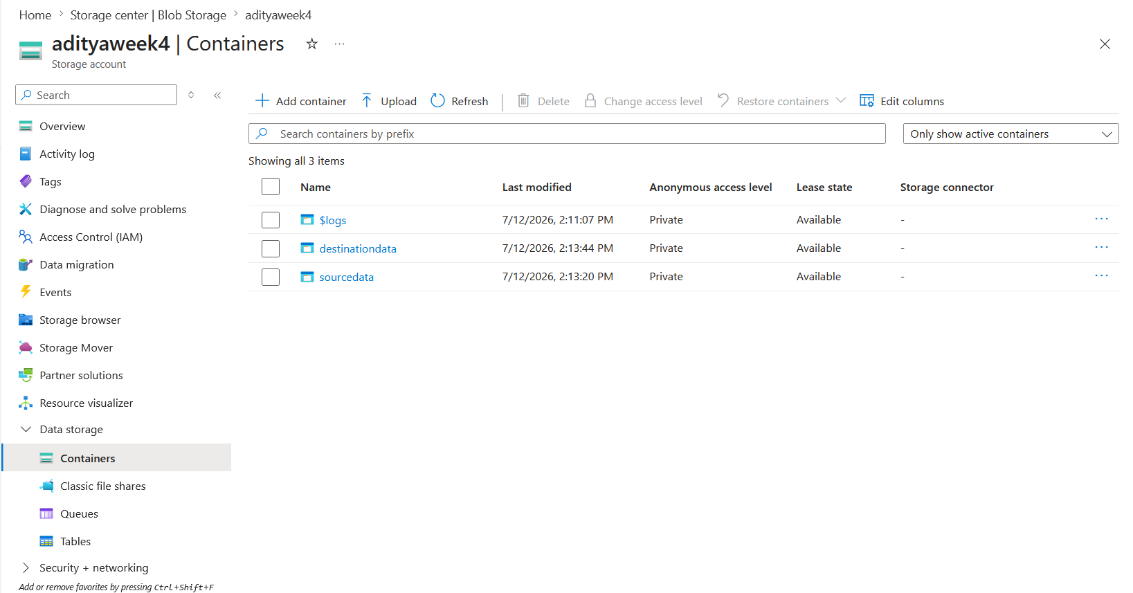 Home > Storage center | Blob Storage > adityaweek4
adityaweek4 | Containers
Storage account
Search
Overview
Activity log
Tags
Diagnose and solve problems
Access Control (IAM)
Data migration
Events
Storage browser
Storage Mover
Partner solutions
Resource visualizer
Data storage
Containers
Classic file shares
Queues
Tables
Security + networking
Add or remove favorites by pressing Ctrl+Shift+F
Add container Upload Refresh Delete Change access level Restore containers Edit columns
Search containers by prefix Only show active containers
Showing all 3 items
Name Last modified Anonymous access level Lease state Storage connector
$logs 7/12/2026, 2:11:07 PM Private Available -
destinationdata 7/12/2026, 2:13:44 PM Private Available -
sourcedata 7/12/2026, 2:13:20 PM Private Available -